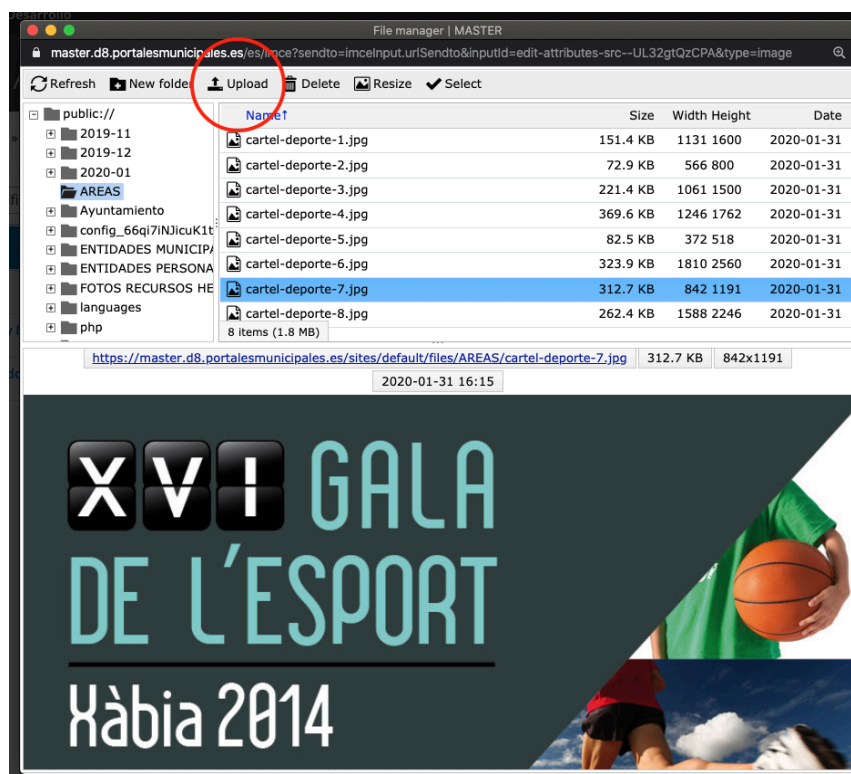 File manager | MASTER
master.d8.portalesmunicipales.es/es/imce?sendto=imceInput.urlSendto&inputId=edit-attributes-src--UL32gtQzCPA&type=image
Refresh New folder Upload Delete Resize Select
public://
2019-11
2019-12
2020-01
AREAS
Ayuntamiento
config_66qi7iNJicuK1t
ENTIDADES MUNICIPA
ENTIDADES PERSONA
FOTOS RECURSOS HE
languages
php
Name↑ Size Width Height Date
cartel-deporte-1.jpg 151.4 KB 1131 1600 2020-01-31
cartel-deporte-2.jpg 72.9 KB 566 800 2020-01-31
cartel-deporte-3.jpg 221.4 KB 1061 1500 2020-01-31
cartel-deporte-4.jpg 369.6 KB 1246 1762 2020-01-31
cartel-deporte-5.jpg 82.5 KB 372 518 2020-01-31
cartel-deporte-6.jpg 323.9 KB 1810 2560 2020-01-31
cartel-deporte-7.jpg 312.7 KB 842 1191 2020-01-31
cartel-deporte-8.jpg 262.4 KB 1588 2246 2020-01-31
8 items (1.8 MB)
https://master.d8.portalesmunicipales.es/sites/default/files/AREAS/cartel-deporte-7.jpg 312.7 KB 842x1191
2020-01-31 16:15
XVI GALA
DE L'ESPORT
Xàbia 2014